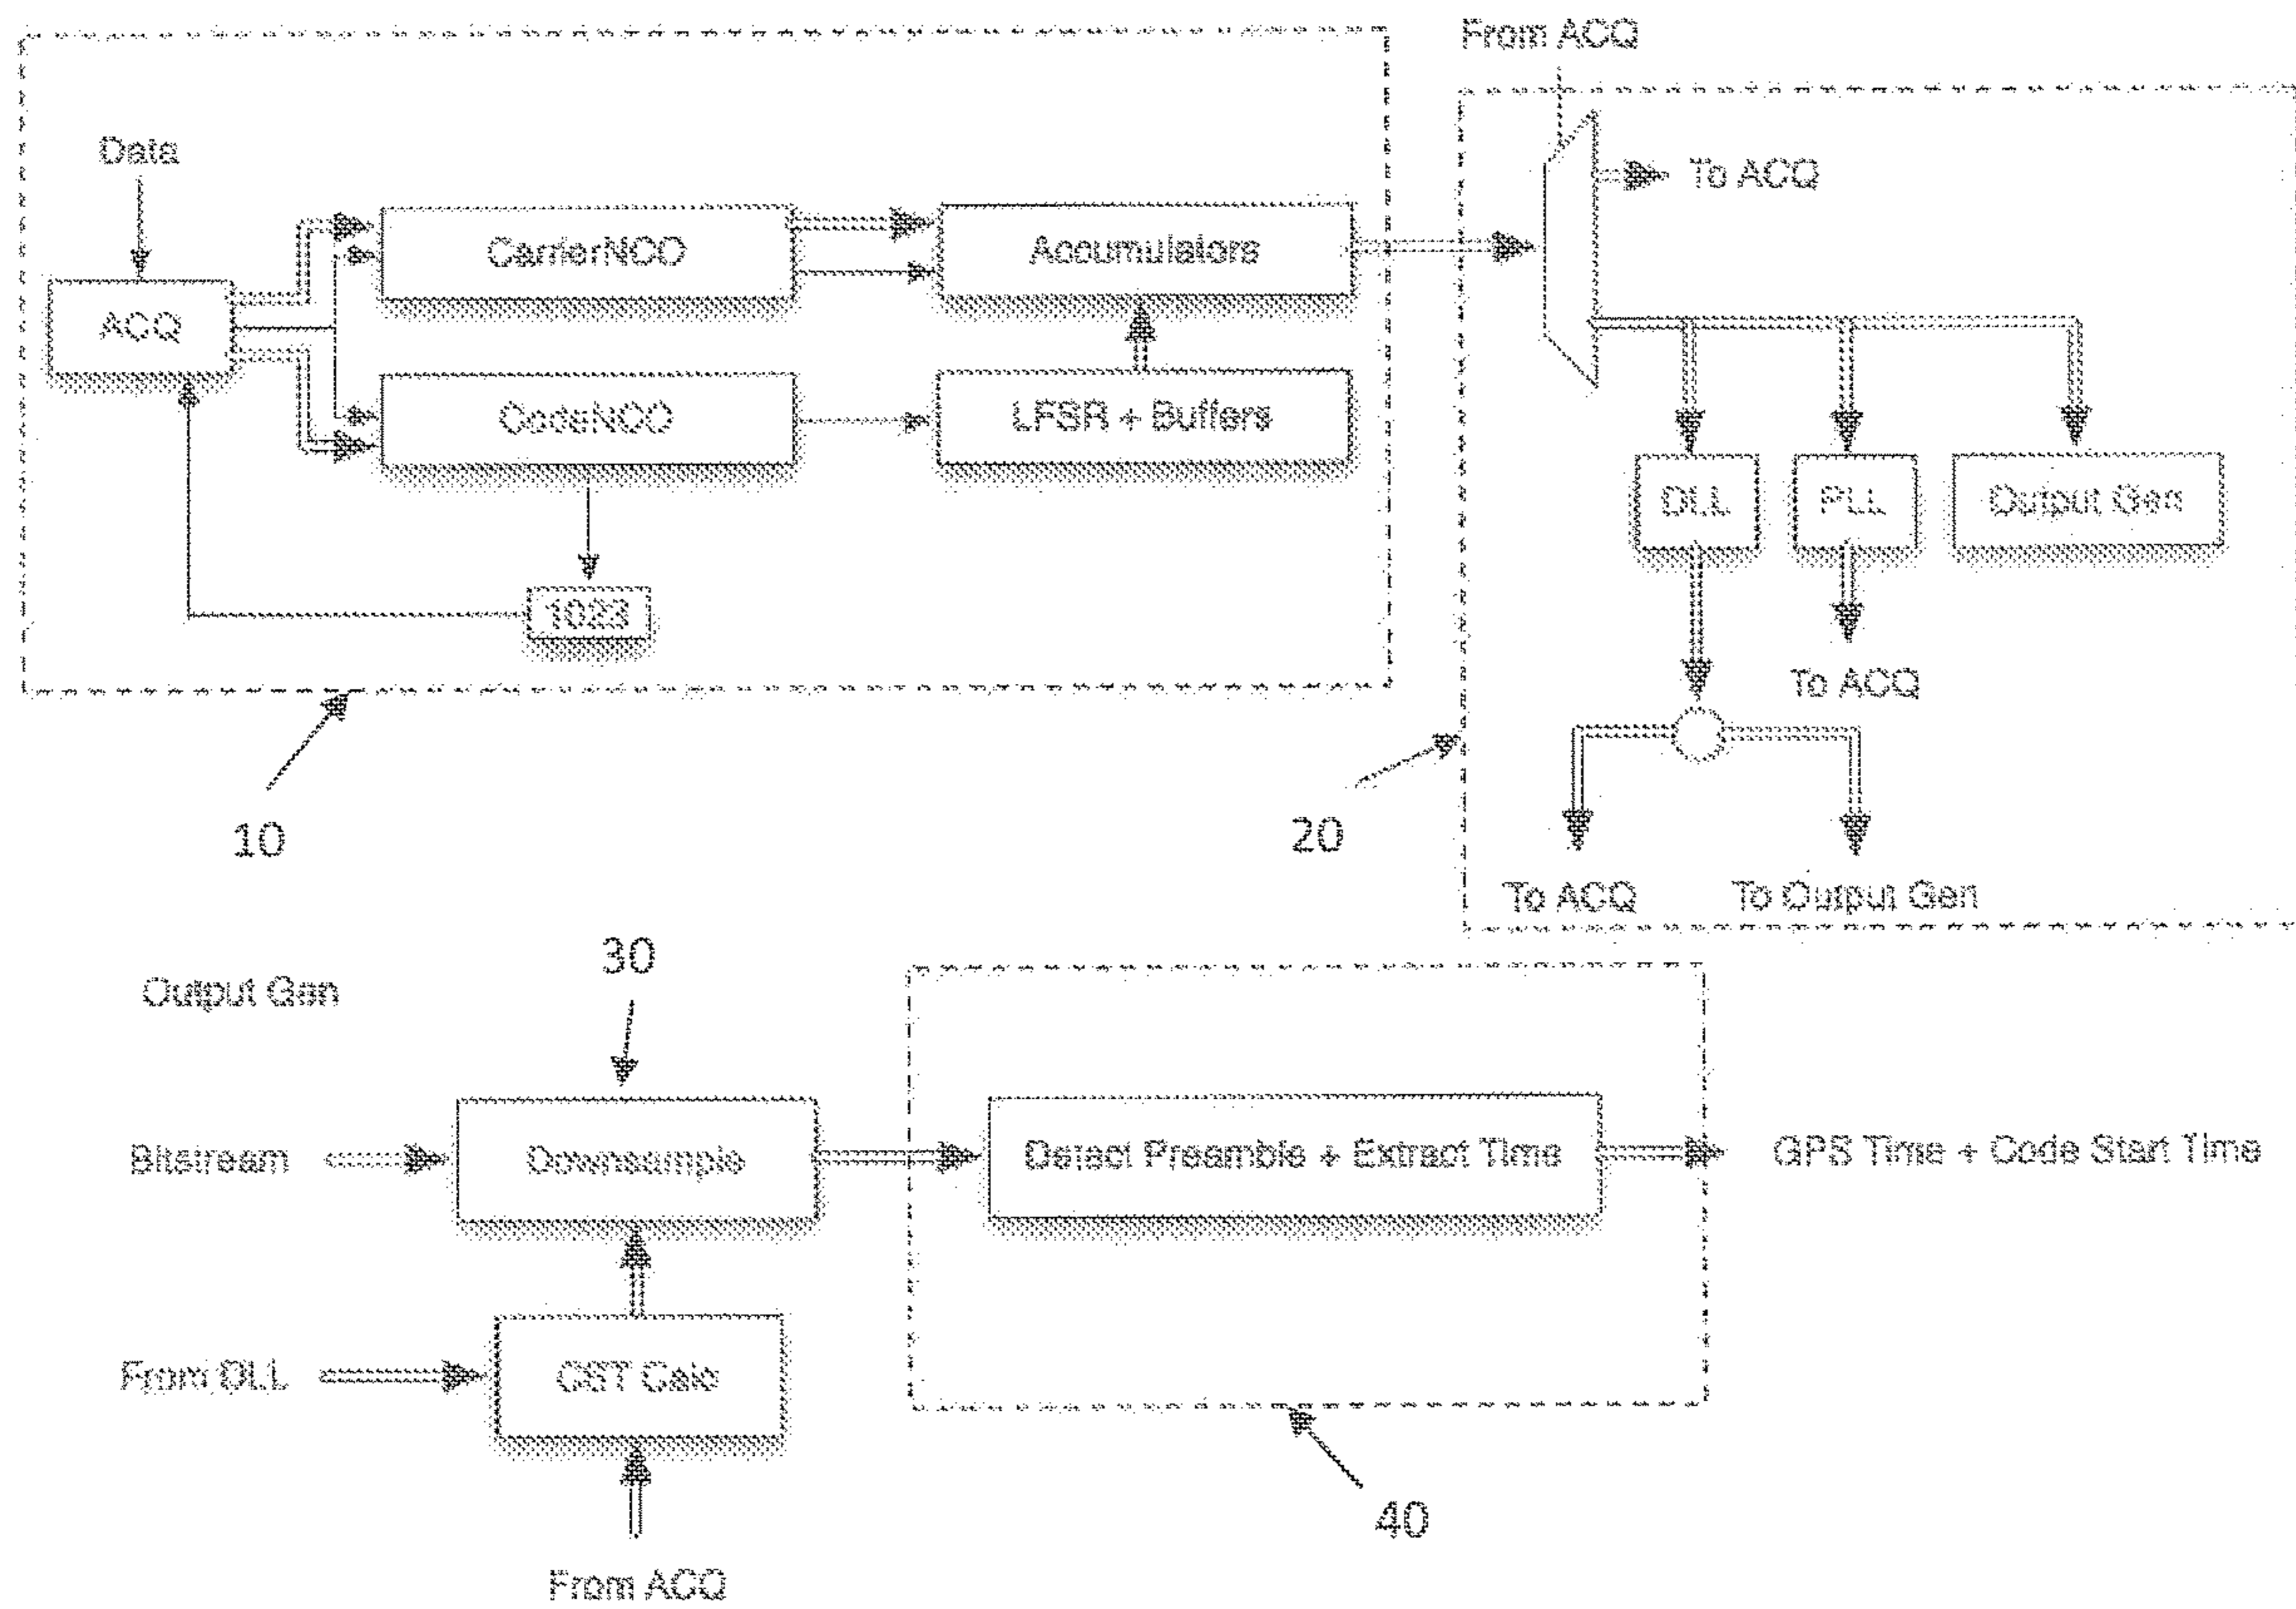 From ACQ
Data
To ACQ
CarrierNCO
Accumulators
ACQ
CodeNCO
LFSR + Buffers
DLL
PLL
Output Gen
1023
To ACQ
10
20
To ACQ
To Output Gen
30
Output Gen
Bitstream
Downsample
Detect Preamble + Extract Time
GPS Time + Code Start Time
From DLL
CST Calc
40
From ACQ